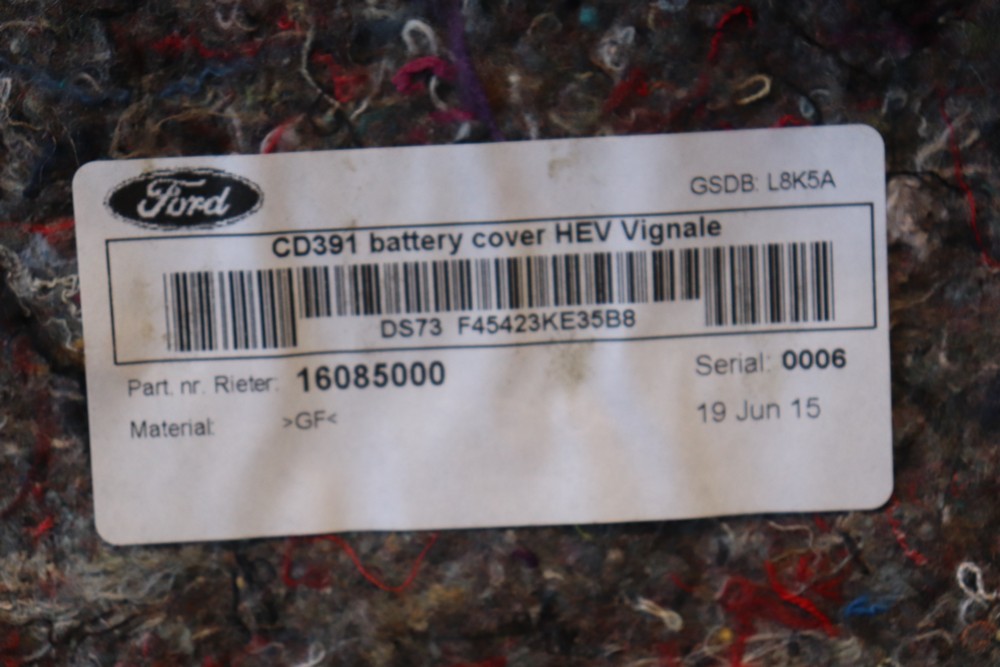 Ford
GSDB: L8K5A
CD391 battery cover HEV Vignale
DS73 F45423KE35B8
Part. nr. Rieter: 16085000
Serial: 0006
Material: >GF<
19 Jun 15